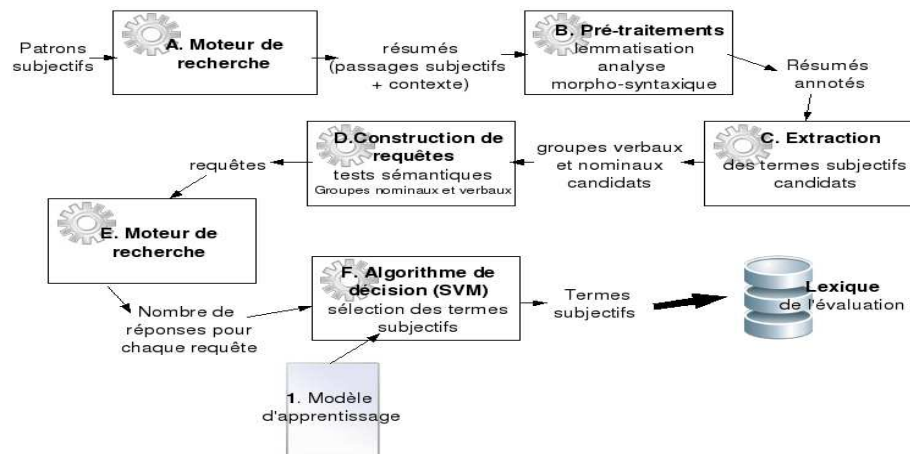 Patrons
subjectifs
A. Moteur de
recherche
résumés
(passages subjectifs
+ contexte)
B. Pré-traitements
lemmatisation
analyse
morpho-syntaxique
Résumés
annotés
C. Extraction
des termes subjectifs
candidats
groupes verbaux
et nominaux
candidats
D.Construction de
requêtes
tests sémantiques
Groupes nominaux et verbaux
requêtes
E. Moteur de
recherche
Nombre de
réponses pour
chaque requête
F. Algorithme de
décision (SVM)
sélection des termes
subjectifs
1. Modèle
d'apprentissage
Termes
subjectifs
Lexique
de l'évaluation